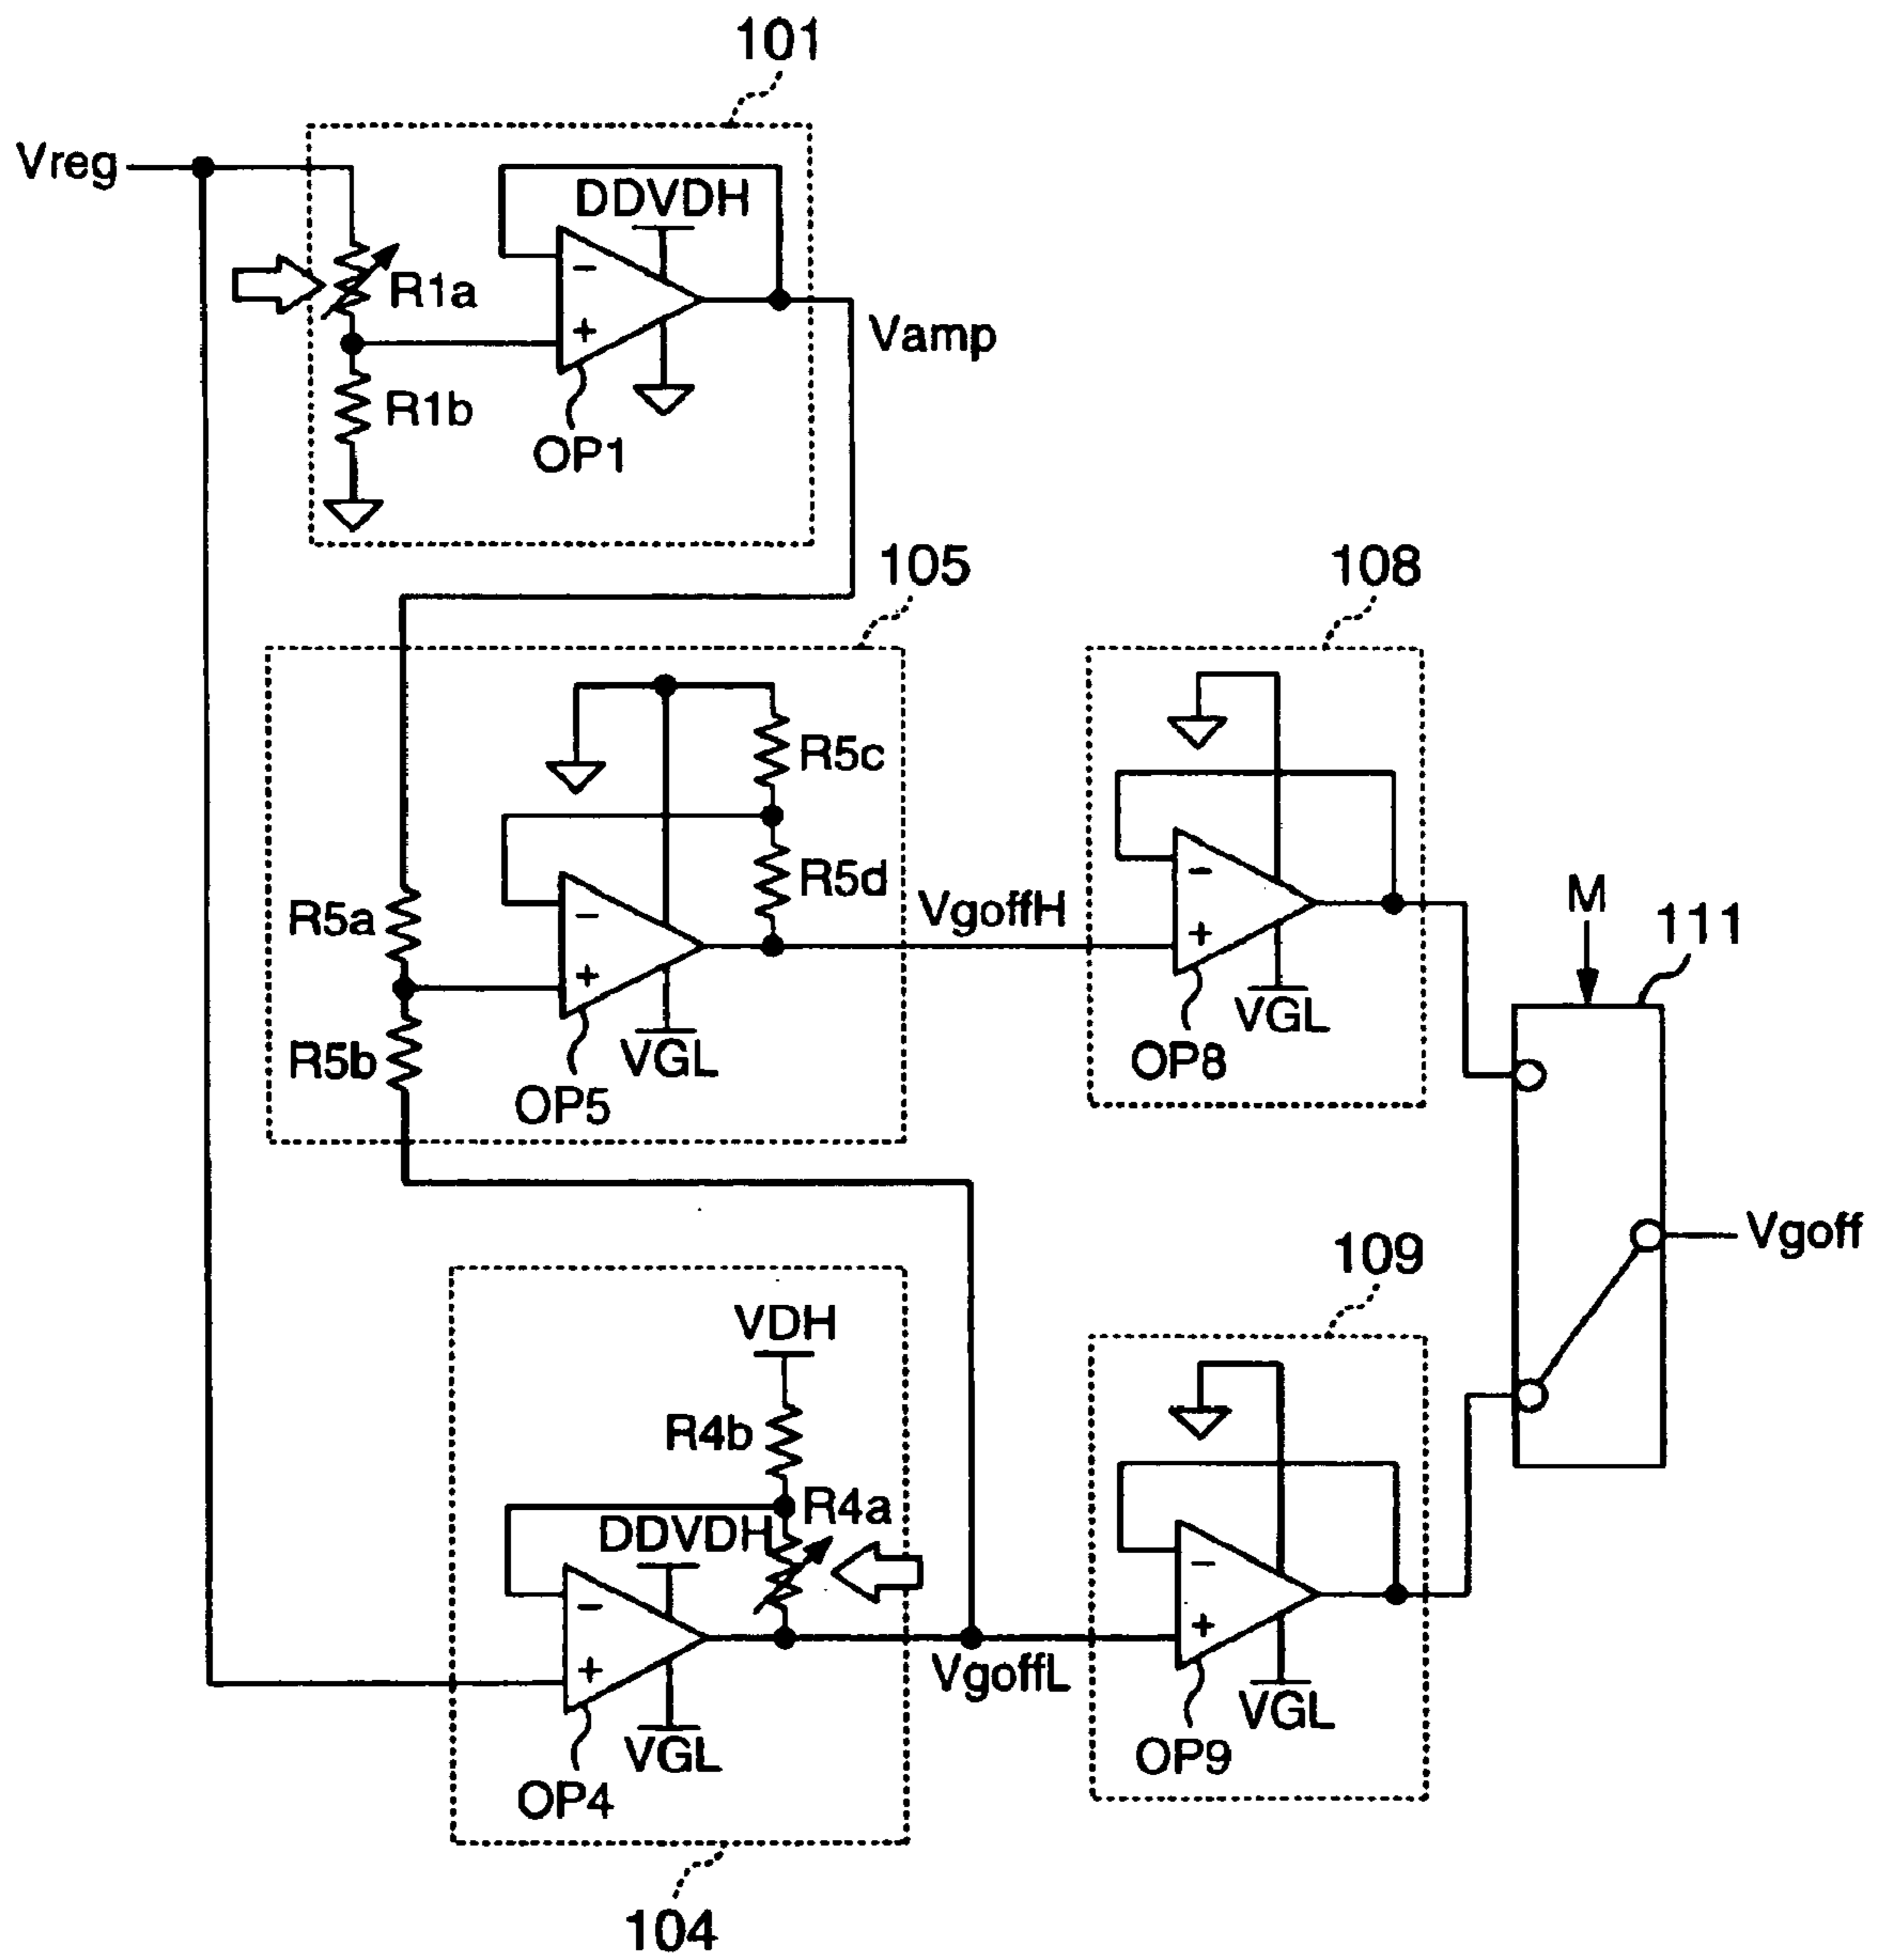 101
Vreg
DDVDH
−
+
R1a
Vamp
R1b
OP1
105
108
R5c
R5d
R5a
−
+
VgoffH
−
+
M
111
R5b
VGL
OP5
VGL
OP8
Vgoff
109
VDH
R4b
R4a
DDVDH
−
+
−
+
VgoffL
VGL
OP4
VGL
OP9
104